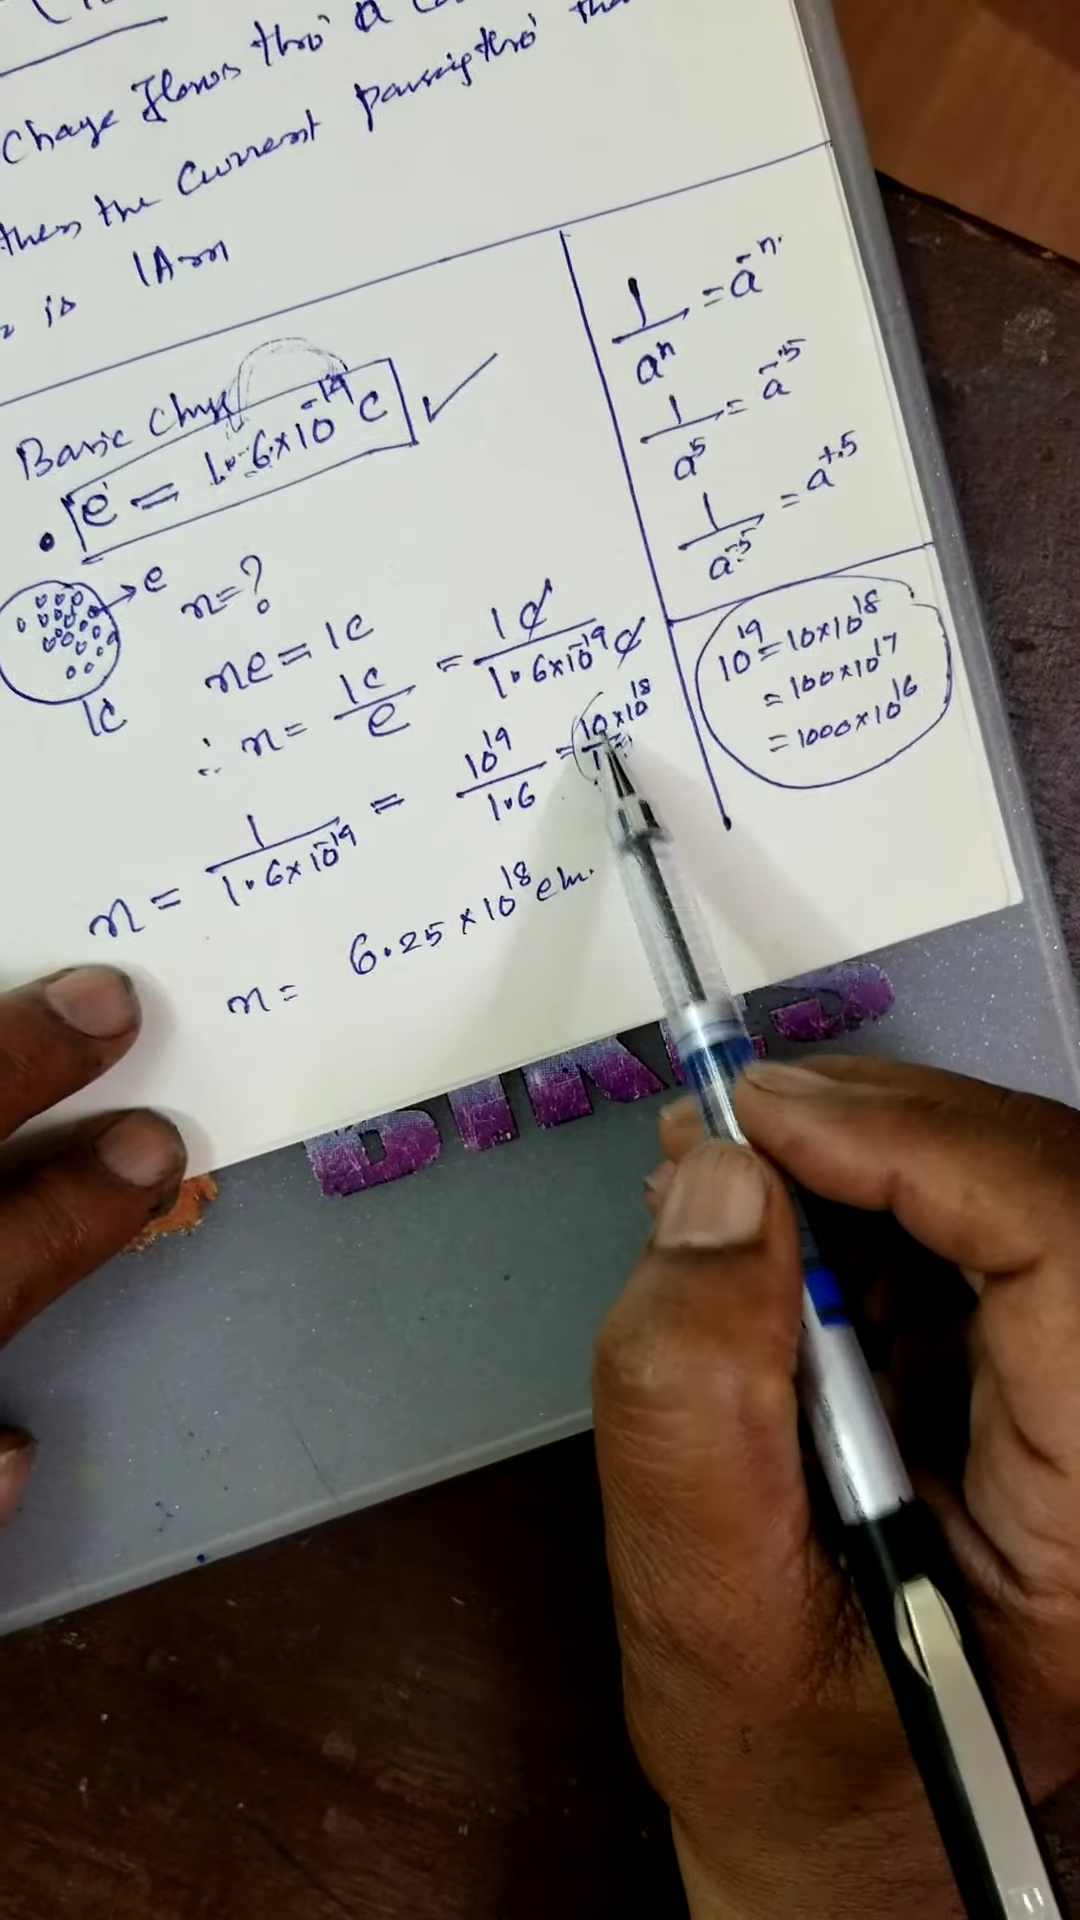 Charge flows thro' a
then the Current passing thro' the
is 1Am
Basic Charge
e = 1.6×10⁻¹⁹ C
e
1C
n=?
ne = 1C
∴ n = 1C/e = 1C/1.6×10⁻¹⁹C
n = 1/1.6×10⁻¹⁹ = 10¹⁹/1.6 = 10×10¹⁸
n = 6.25 × 10¹⁸ elec.
1/aⁿ = a⁻ⁿ
1/a⁵ = a⁻⁵
1/a⁻⁵ = a⁺⁵
10¹⁹ = 10×10¹⁸
= 100×10¹⁷
= 1000×10¹⁶
BIKES